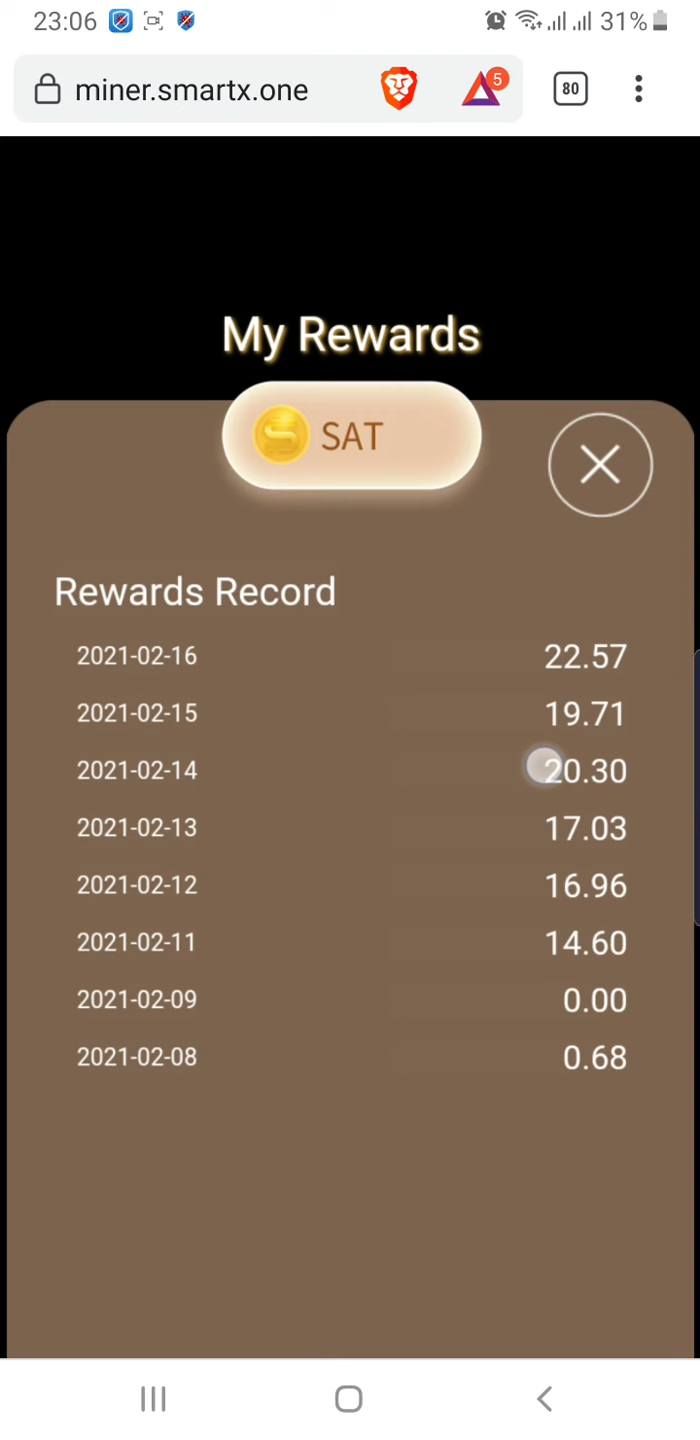 23:06 31%
miner.smartx.one 5 80
My Rewards
SAT
Rewards Record
2021-02-16 22.57
2021-02-15 19.71
2021-02-14 20.30
2021-02-13 17.03
2021-02-12 16.96
2021-02-11 14.60
2021-02-09 0.00
2021-02-08 0.68